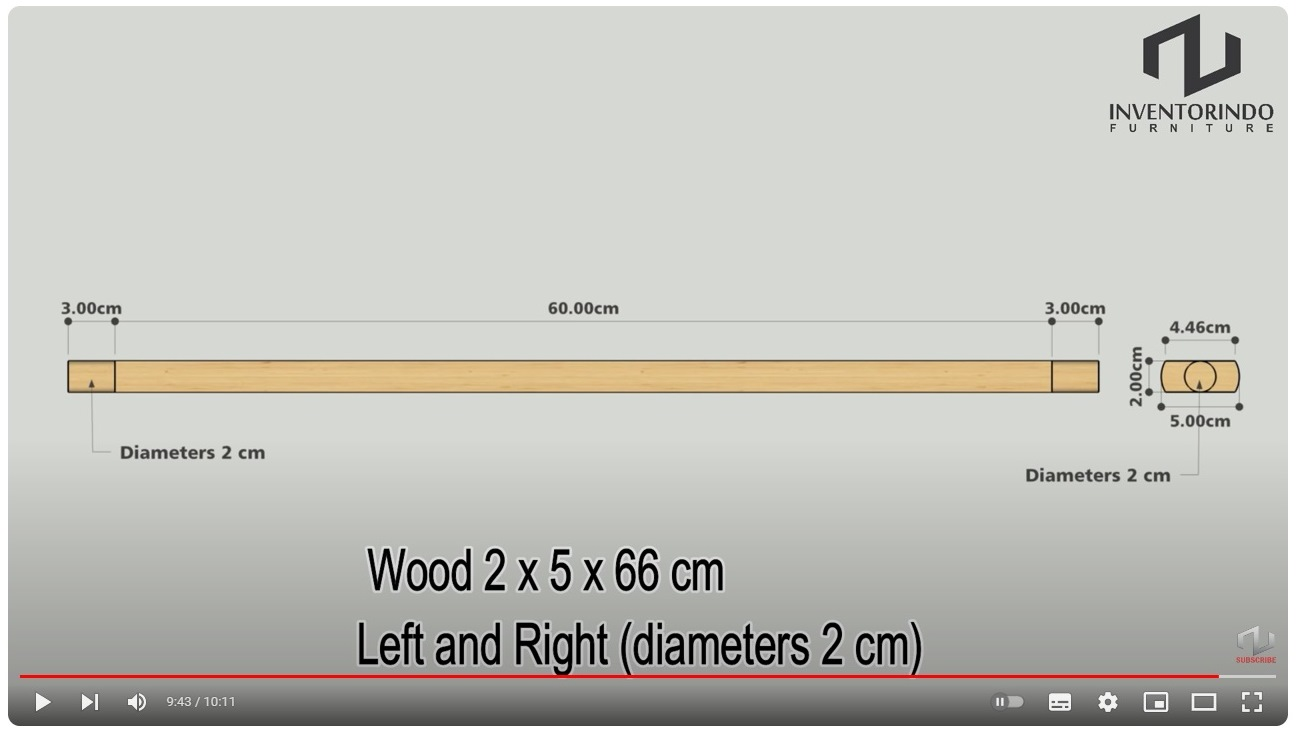 INVENTORINDO
FURNITURE
3.00cm
60.00cm
3.00cm
4.46cm
2.00cm
5.00cm
Diameters 2 cm
Diameters 2 cm
Wood 2 x 5 x 66 cm
Left and Right (diameters 2 cm)
SUBSCRIBE
9:43 / 10:11